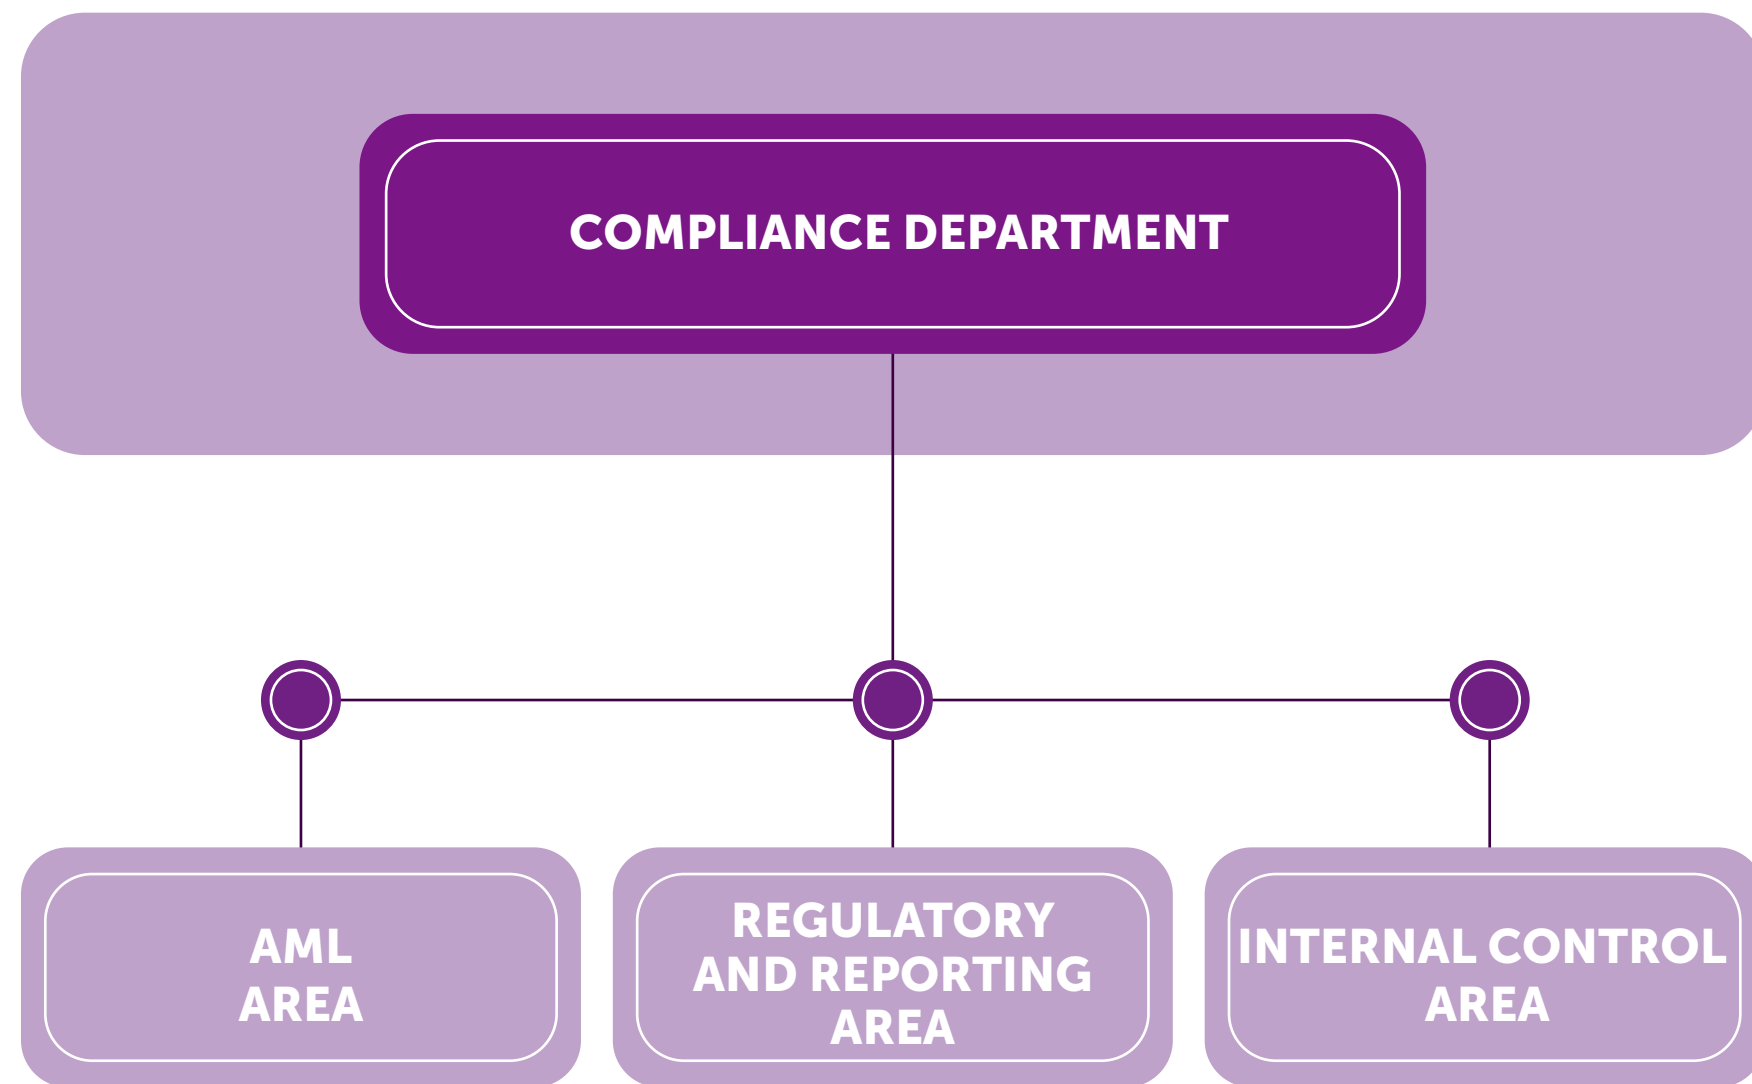 COMPLIANCE DEPARTMENT
AML
AREA
REGULATORY
AND REPORTING
AREA
INTERNAL CONTROL
AREA